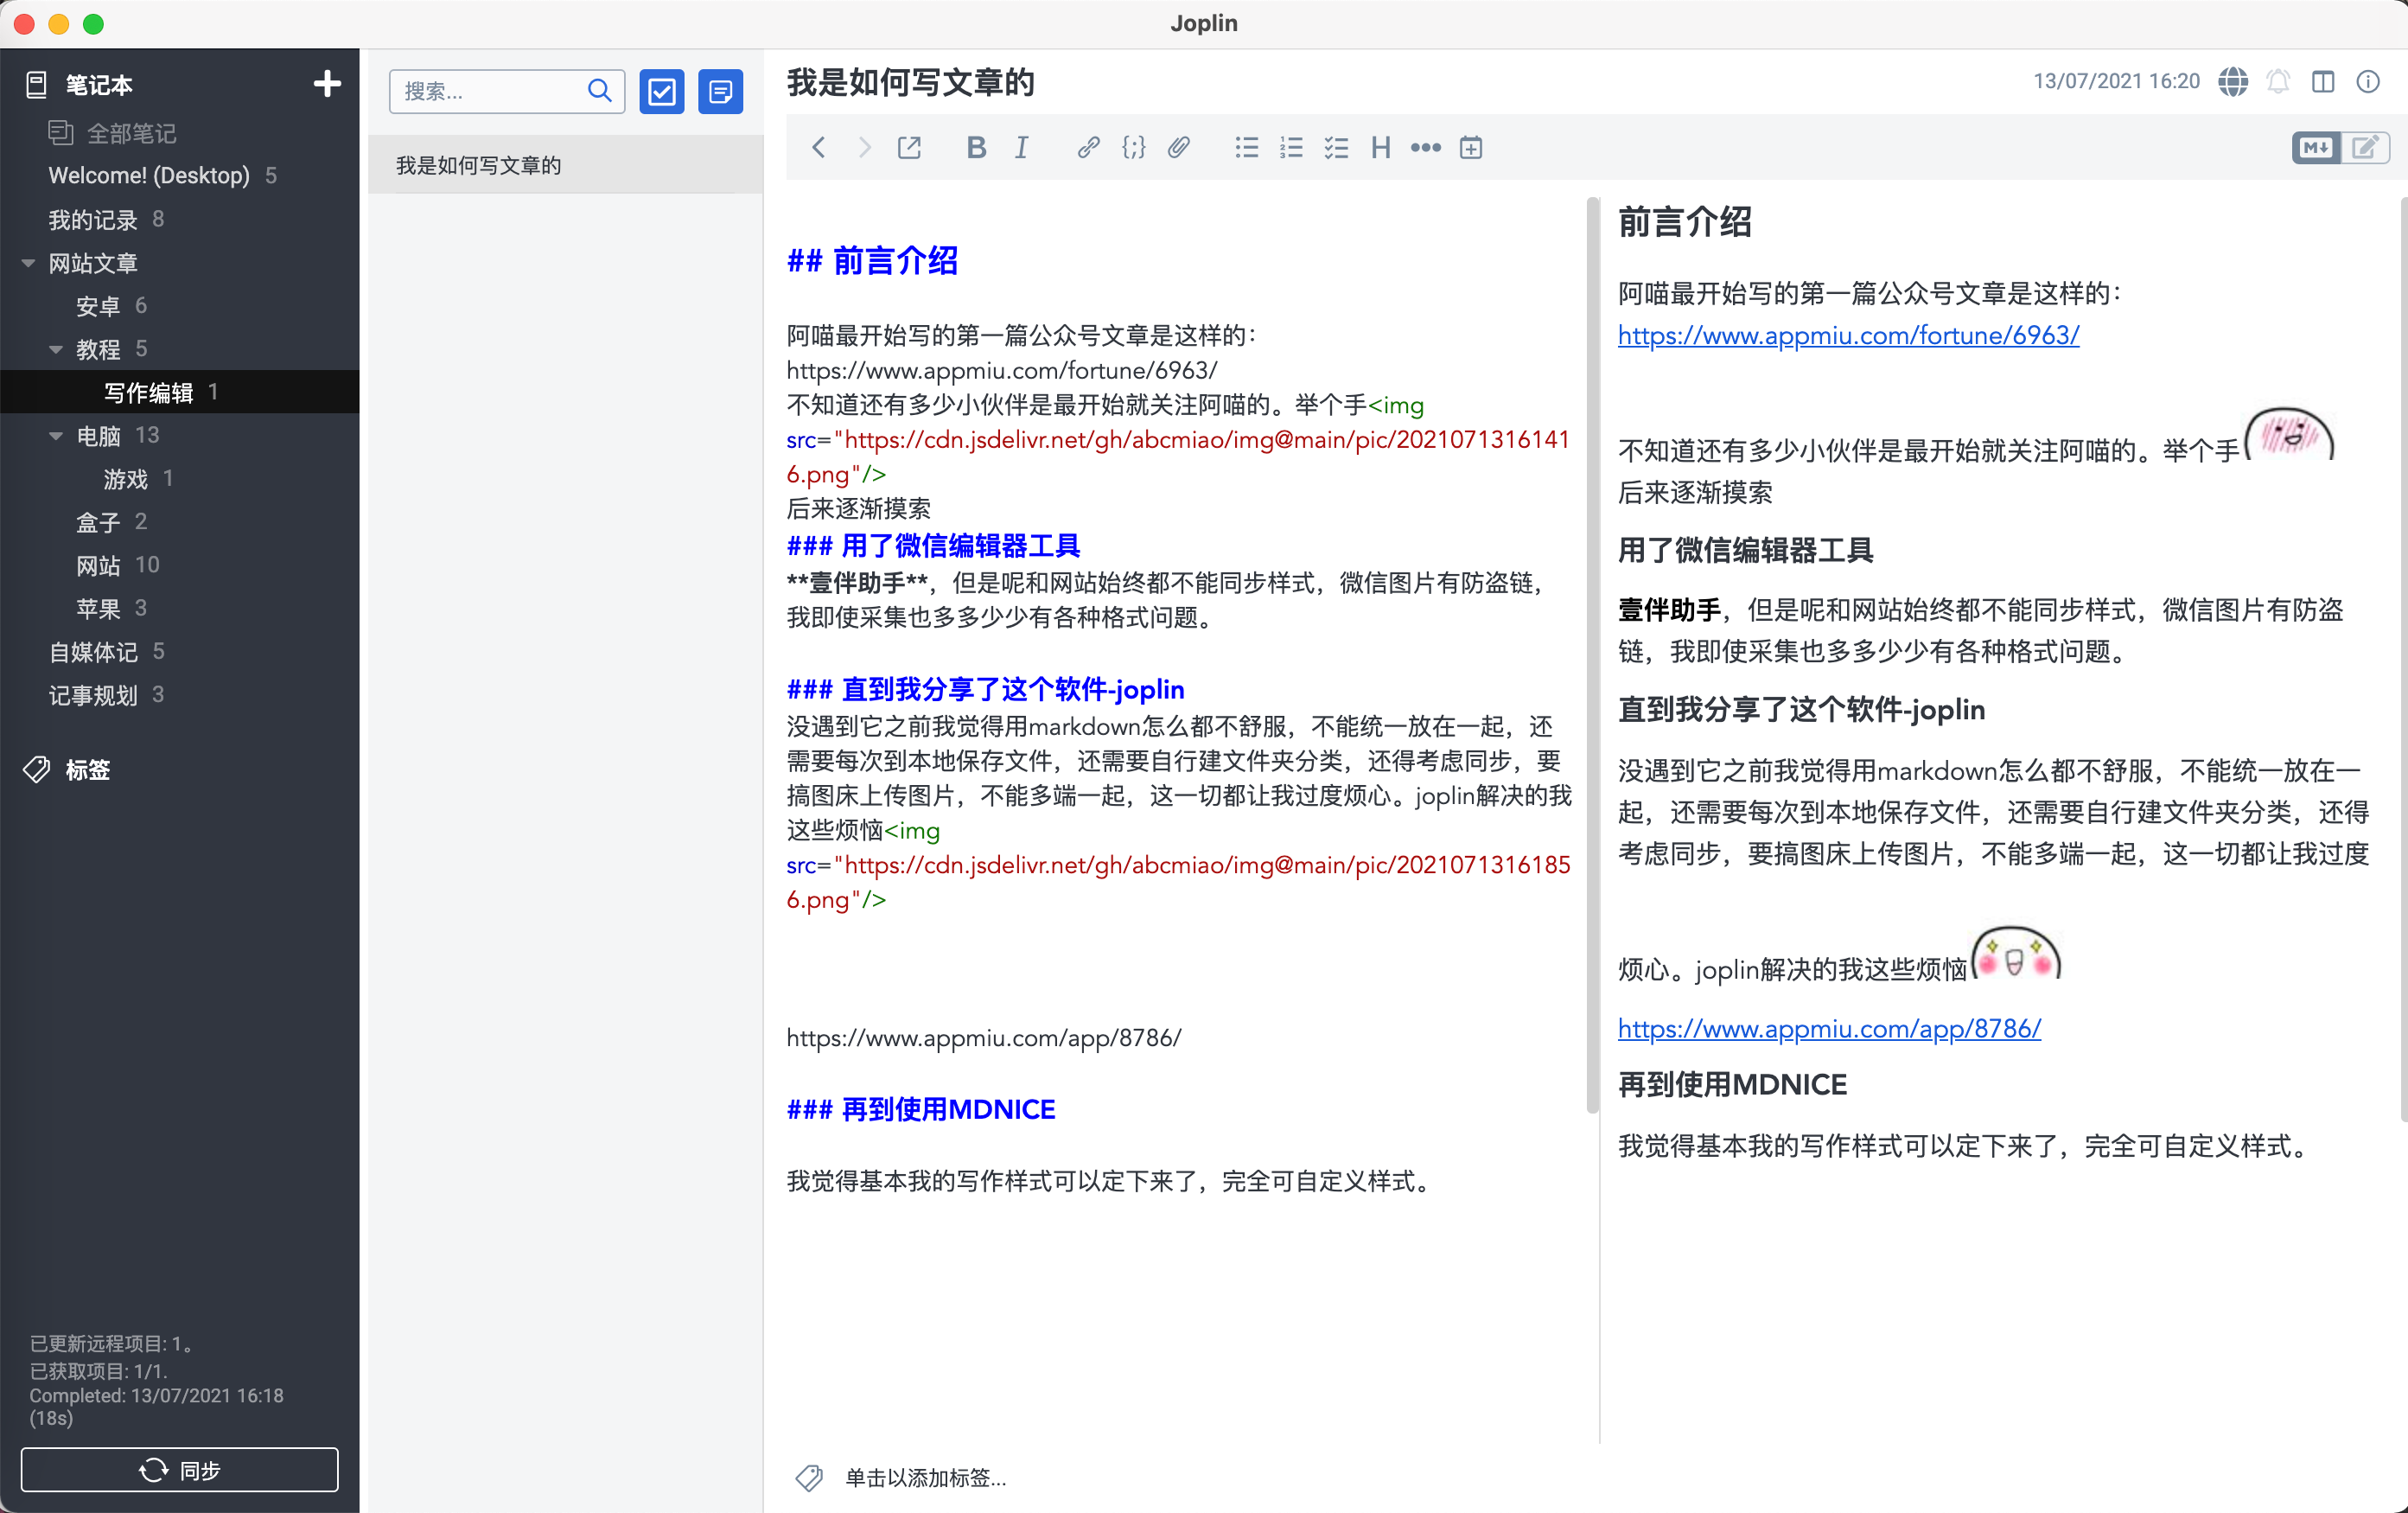 Joplin
笔记本
全部笔记
Welcome! (Desktop) 5
我的记录 8
网站文章
安卓 6
教程 5
写作编辑 1
电脑 13
游戏 1
盒子 2
网站 10
苹果 3
自媒体记 5
记事规划 3
标签
已更新远程项目: 1。
已获取项目: 1/1.
Completed: 13/07/2021 16:18
(18s)
同步
搜索...
我是如何写文章的
我是如何写文章的
13/07/2021 16:20
B I H M↓
## 前言介绍
阿喵最开始写的第一篇公众号文章是这样的：
https://www.appmiu.com/fortune/6963/
不知道还有多少小伙伴是最开始就关注阿喵的。举个手<img
src="https://cdn.jsdelivr.net/gh/abcmiao/img@main/pic/2021071316141
6.png"/>
后来逐渐摸索
### 用了微信编辑器工具
**壹伴助手**，但是呢和网站始终都不能同步样式，微信图片有防盗链，
我即使采集也多多少少有各种格式问题。
### 直到我分享了这个软件-joplin
没遇到它之前我觉得用markdown怎么都不舒服，不能统一放在一起，还
需要每次到本地保存文件，还需要自行建文件夹分类，还得考虑同步，要
搞图床上传图片，不能多端一起，这一切都让我过度烦心。joplin解决的我
这些烦恼<img
src="https://cdn.jsdelivr.net/gh/abcmiao/img@main/pic/2021071316185
6.png"/>
https://www.appmiu.com/app/8786/
### 再到使用MDNICE
我觉得基本我的写作样式可以定下来了，完全可自定义样式。
前言介绍
阿喵最开始写的第一篇公众号文章是这样的：
https://www.appmiu.com/fortune/6963/
不知道还有多少小伙伴是最开始就关注阿喵的。举个手
后来逐渐摸索
用了微信编辑器工具
壹伴助手，但是呢和网站始终都不能同步样式，微信图片有防盗
链，我即使采集也多多少少有各种格式问题。
直到我分享了这个软件-joplin
没遇到它之前我觉得用markdown怎么都不舒服，不能统一放在一
起，还需要每次到本地保存文件，还需要自行建文件夹分类，还得
考虑同步，要搞图床上传图片，不能多端一起，这一切都让我过度
烦心。joplin解决的我这些烦恼
https://www.appmiu.com/app/8786/
再到使用MDNICE
我觉得基本我的写作样式可以定下来了，完全可自定义样式。
单击以添加标签...